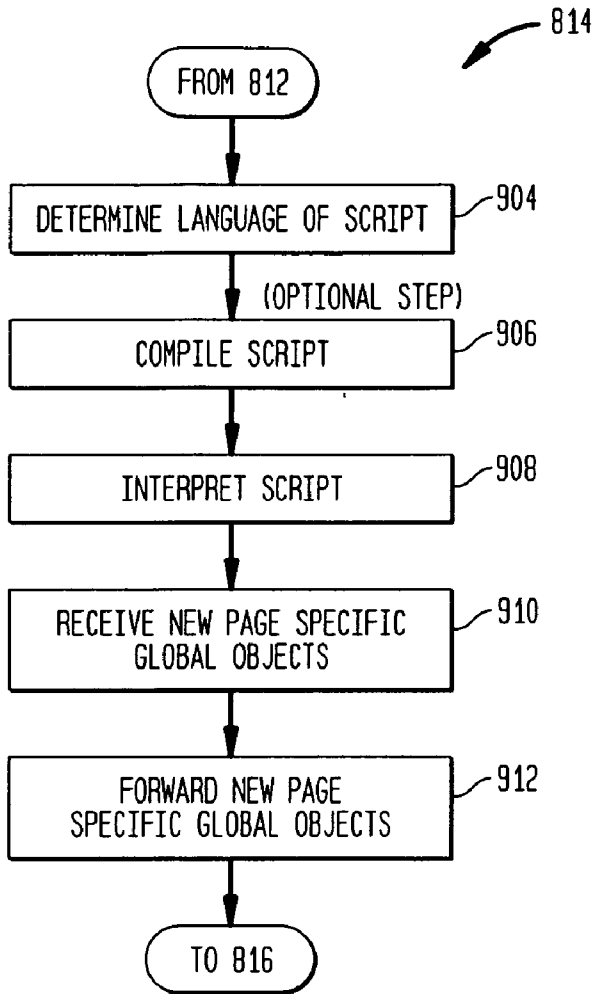 814
FROM 812
DETERMINE LANGUAGE OF SCRIPT
904
(OPTIONAL STEP)
COMPILE SCRIPT
906
INTERPRET SCRIPT
908
RECEIVE NEW PAGE SPECIFIC
GLOBAL OBJECTS
910
FORWARD NEW PAGE
SPECIFIC GLOBAL OBJECTS
912
TO 816